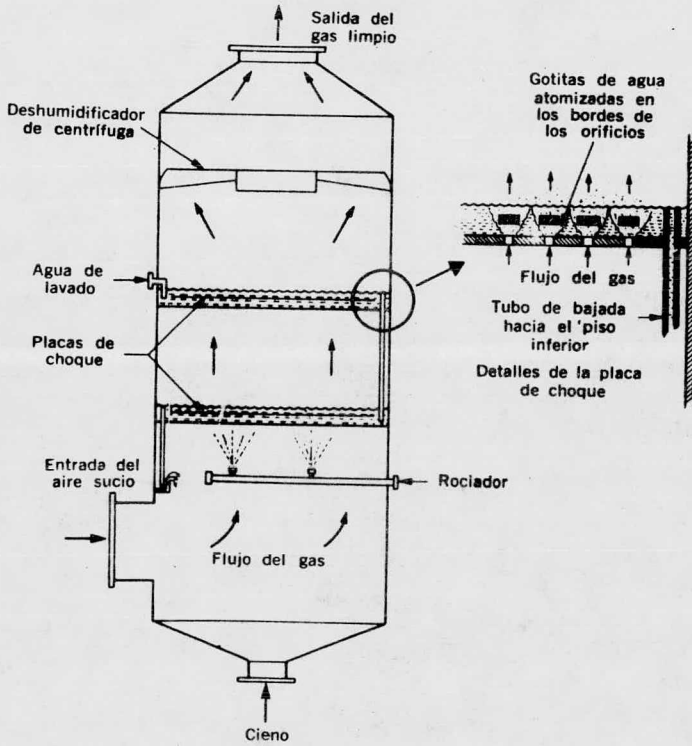 Salida del
gas limpio
Deshumidificador
de centrífuga
Agua de
lavado
Placas de
choque
Entrada del
aire sucio
Flujo del gas
Rociador
Cieno
Gotitas de agua
atomizadas en
los bordes de
los orificios
Flujo del gas
Tubo de bajada
hacia el piso
inferior
Detalles de la placa
de choque